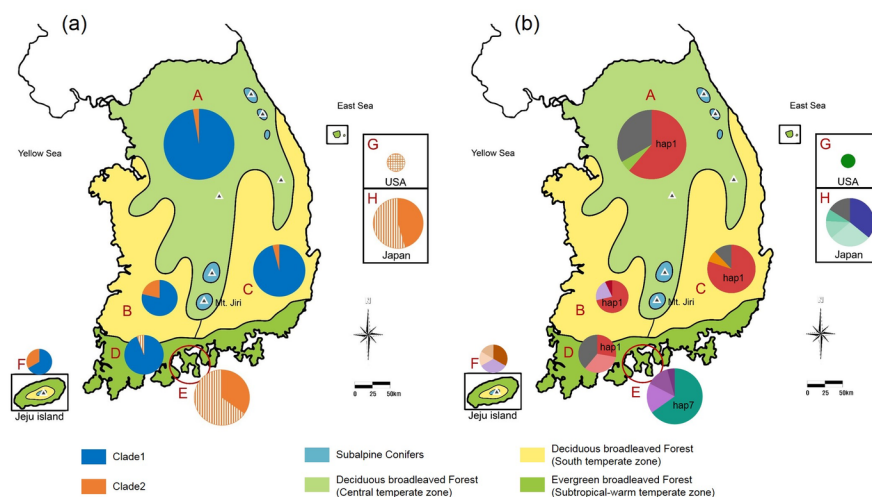 (a)
(b)
A
East Sea
Yellow Sea
G
USA
H
Japan
C
B
Mt. Jiri
D
F
E
Jeju island
0 25 50km
A
hap1
East Sea
Yellow Sea
G
USA
H
Japan
C
hap1
B
hap1
Mt. Jiri
D
hap1
F
E
hap7
Jeju island
0 25 50km
Clade1
Subalpine Conifers
Deciduous broadleaved Forest
(South temperate zone)
Clade2
Deciduous broadleaved Forest
(Central temperate zone)
Evergreen broadleaved Forest
(Subtropical-warm temperate zone)